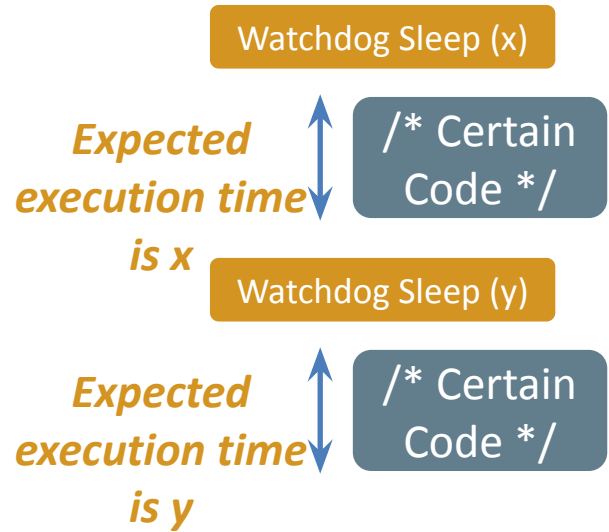 Watchdog Sleep (x)
Expected
execution time
is x
/* Certain
Code */
Watchdog Sleep (y)
Expected
execution time
is y
/* Certain
Code */